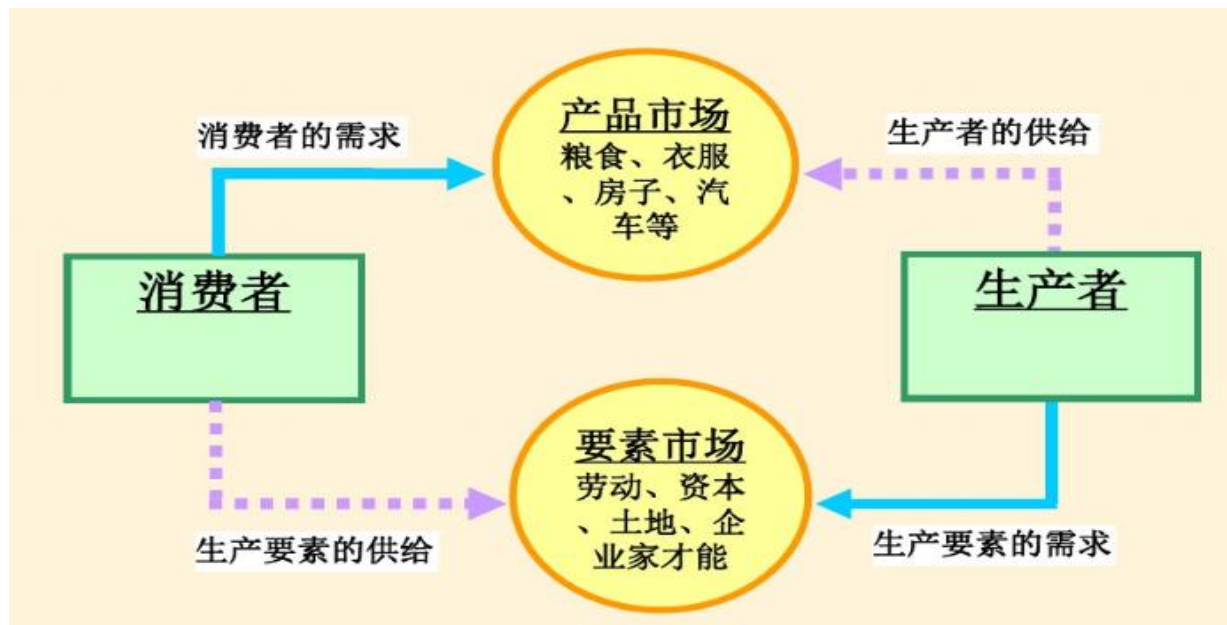 产品市场
粮食、衣服
、房子、汽
车等
消费者的需求
生产者的供给
消费者
生产者
要素市场
劳动、资本
、土地、企
业家才能
生产要素的供给
生产要素的需求